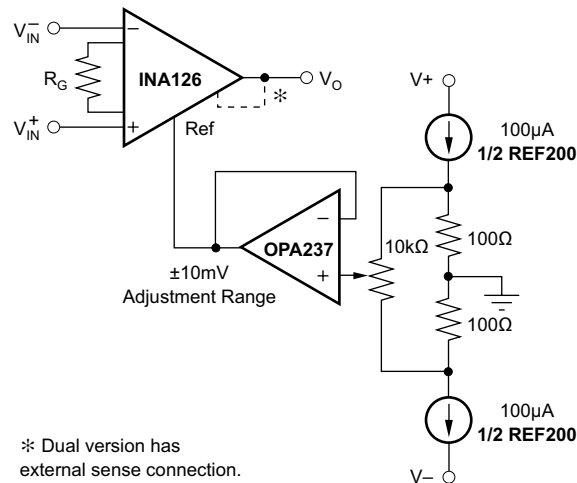 V−IN
−
RG
INA126
VO
*
V+IN
+
Ref
V+
100µA
1/2 REF200
−
OPA237
10kΩ
100Ω
+
±10mV
Adjustment Range
100Ω
100µA
1/2 REF200
* Dual version has
external sense connection.
V–